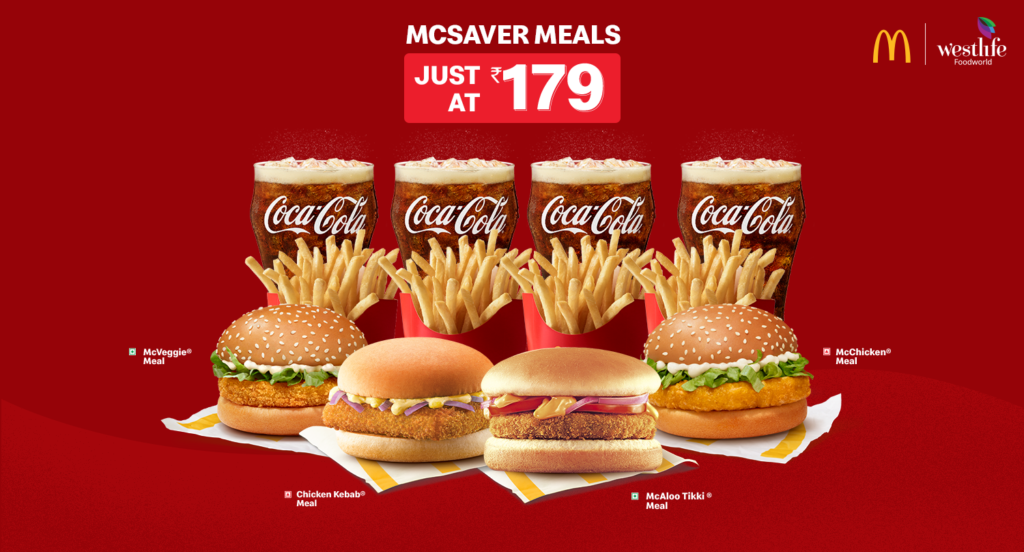 MCSAVER MEALS
JUST AT ₹179
westlife
Foodworld
Coca-Cola
Coca-Cola
Coca-Cola
Coca-Cola
McVeggie®
Meal
McChicken®
Meal
Chicken Kebab®
Meal
McAloo Tikki ®
Meal